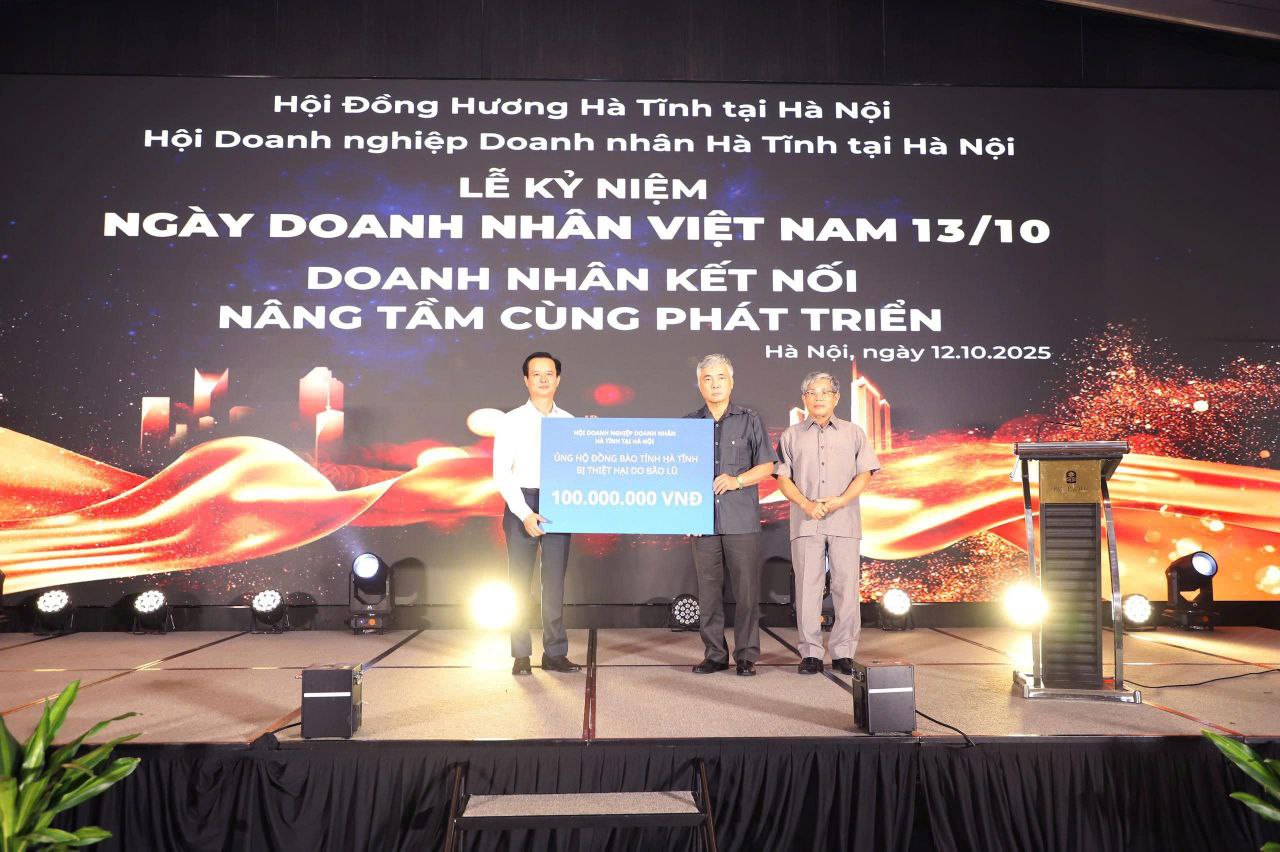 Hội Đồng Hương Hà Tĩnh tại Hà Nội
Hội Doanh nghiệp Doanh nhân Hà Tĩnh tại Hà Nội
LỄ KỶ NIỆM
NGÀY DOANH NHÂN VIỆT NAM 13/10
DOANH NHÂN KẾT NỐI
NÂNG TẦM CÙNG PHÁT TRIỂN
Hà Nội, ngày 12.10.2025
HỘI DOANH NGHIỆP DOANH NHÂN
HÀ TĨNH TẠI HÀ NỘI
ỦNG HỘ ĐỒNG BÀO TỈNH HÀ TĨNH
BỊ THIỆT HẠI DO BÃO LŨ
100.000.000 VNĐ